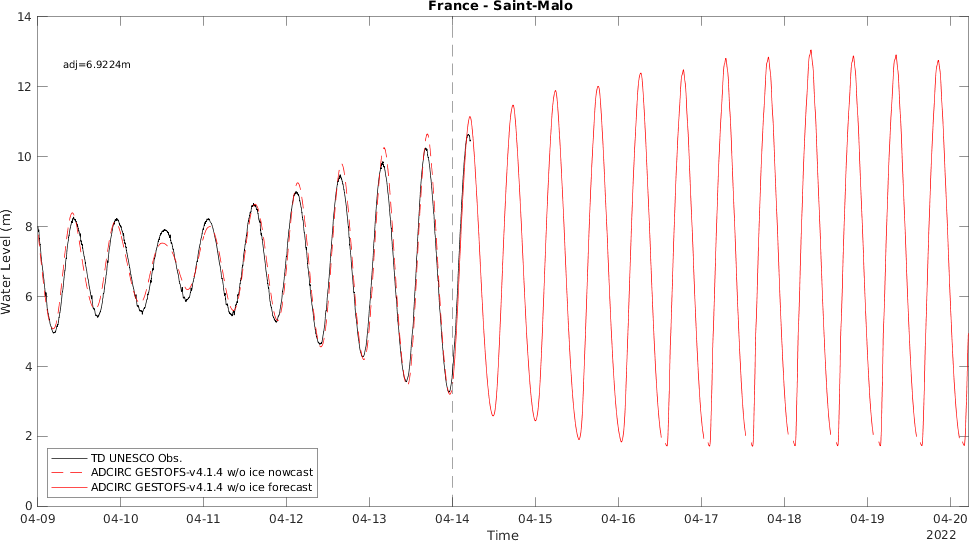 France - Saint-Malo
14
12
10
8
6
4
2
0
Water Level (m)
adj=6.9224m
TD UNESCO Obs.
ADCIRC GESTOFS-v4.1.4 w/o ice nowcast
ADCIRC GESTOFS-v4.1.4 w/o ice forecast
04-09 04-10 04-11 04-12 04-13 04-14 04-15 04-16 04-17 04-18 04-19 04-20
Time
2022